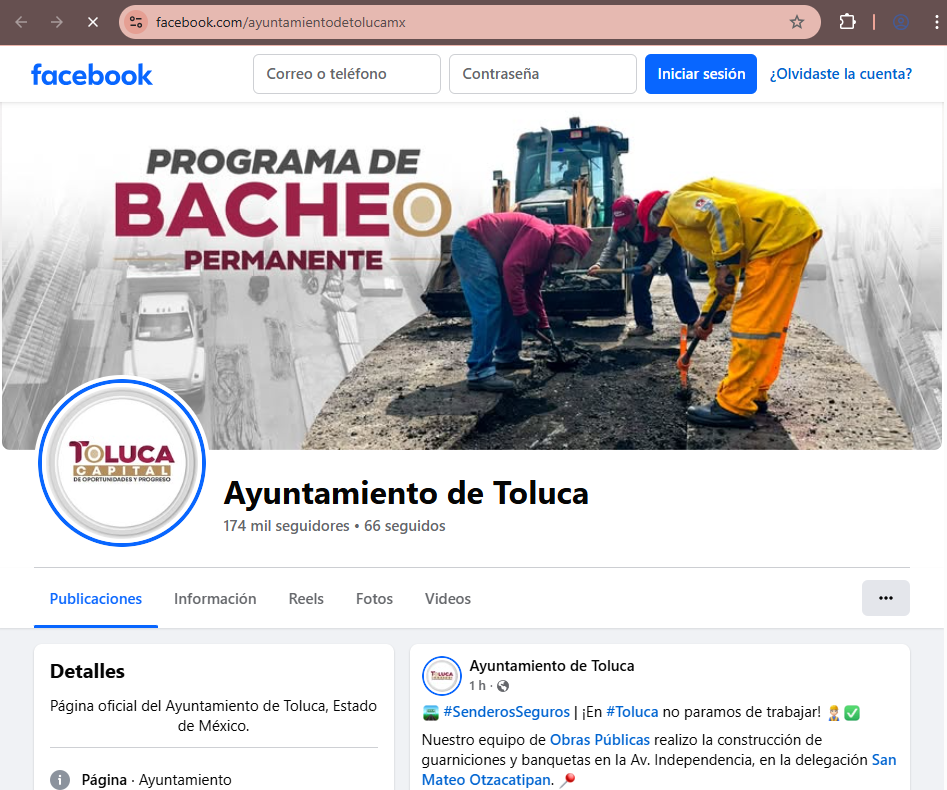 facebook.com/ayuntamientodetolucamx
facebook
Correo o teléfono
Contraseña
Iniciar sesión
¿Olvidaste la cuenta?
PROGRAMA DE
BACHEO
PERMANENTE
TOLUCA
CAPITAL
DE OPORTUNIDADES Y PROGRESO
Ayuntamiento de Toluca
174 mil seguidores • 66 seguidos
Publicaciones
Información
Reels
Fotos
Videos
Detalles
Página oficial del Ayuntamiento de Toluca, Estado
de México.
Página · Ayuntamiento
TOLUCA
Ayuntamiento de Toluca
1 h ·
#SenderosSeguros | ¡En #Toluca no paramos de trabajar!
Nuestro equipo de Obras Públicas realizo la construcción de
guarniciones y banquetas en la Av. Independencia, en la delegación San
Mateo Otzacatipan.